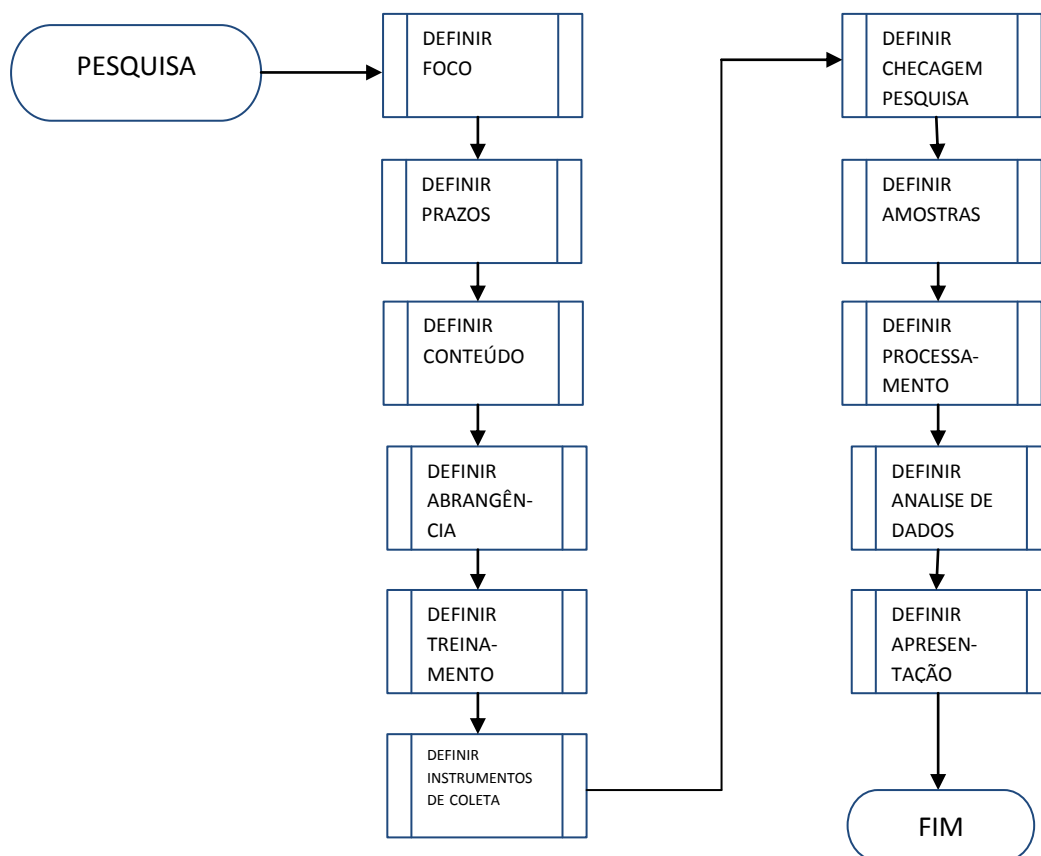 PESQUISA
DEFINIR
FOCO
DEFINIR
PRAZOS
DEFINIR
CONTEÚDO
DEFINIR
ABRANGÊN-
CIA
DEFINIR
TREINA-
MENTO
DEFINIR
INSTRUMENTOS
DE COLETA
DEFINIR
CHECAGEM
PESQUISA
DEFINIR
AMOSTRAS
DEFINIR
PROCESSA-
MENTO
DEFINIR
ANALISE DE
DADOS
DEFINIR
APRESEN-
TAÇÃO
FIM